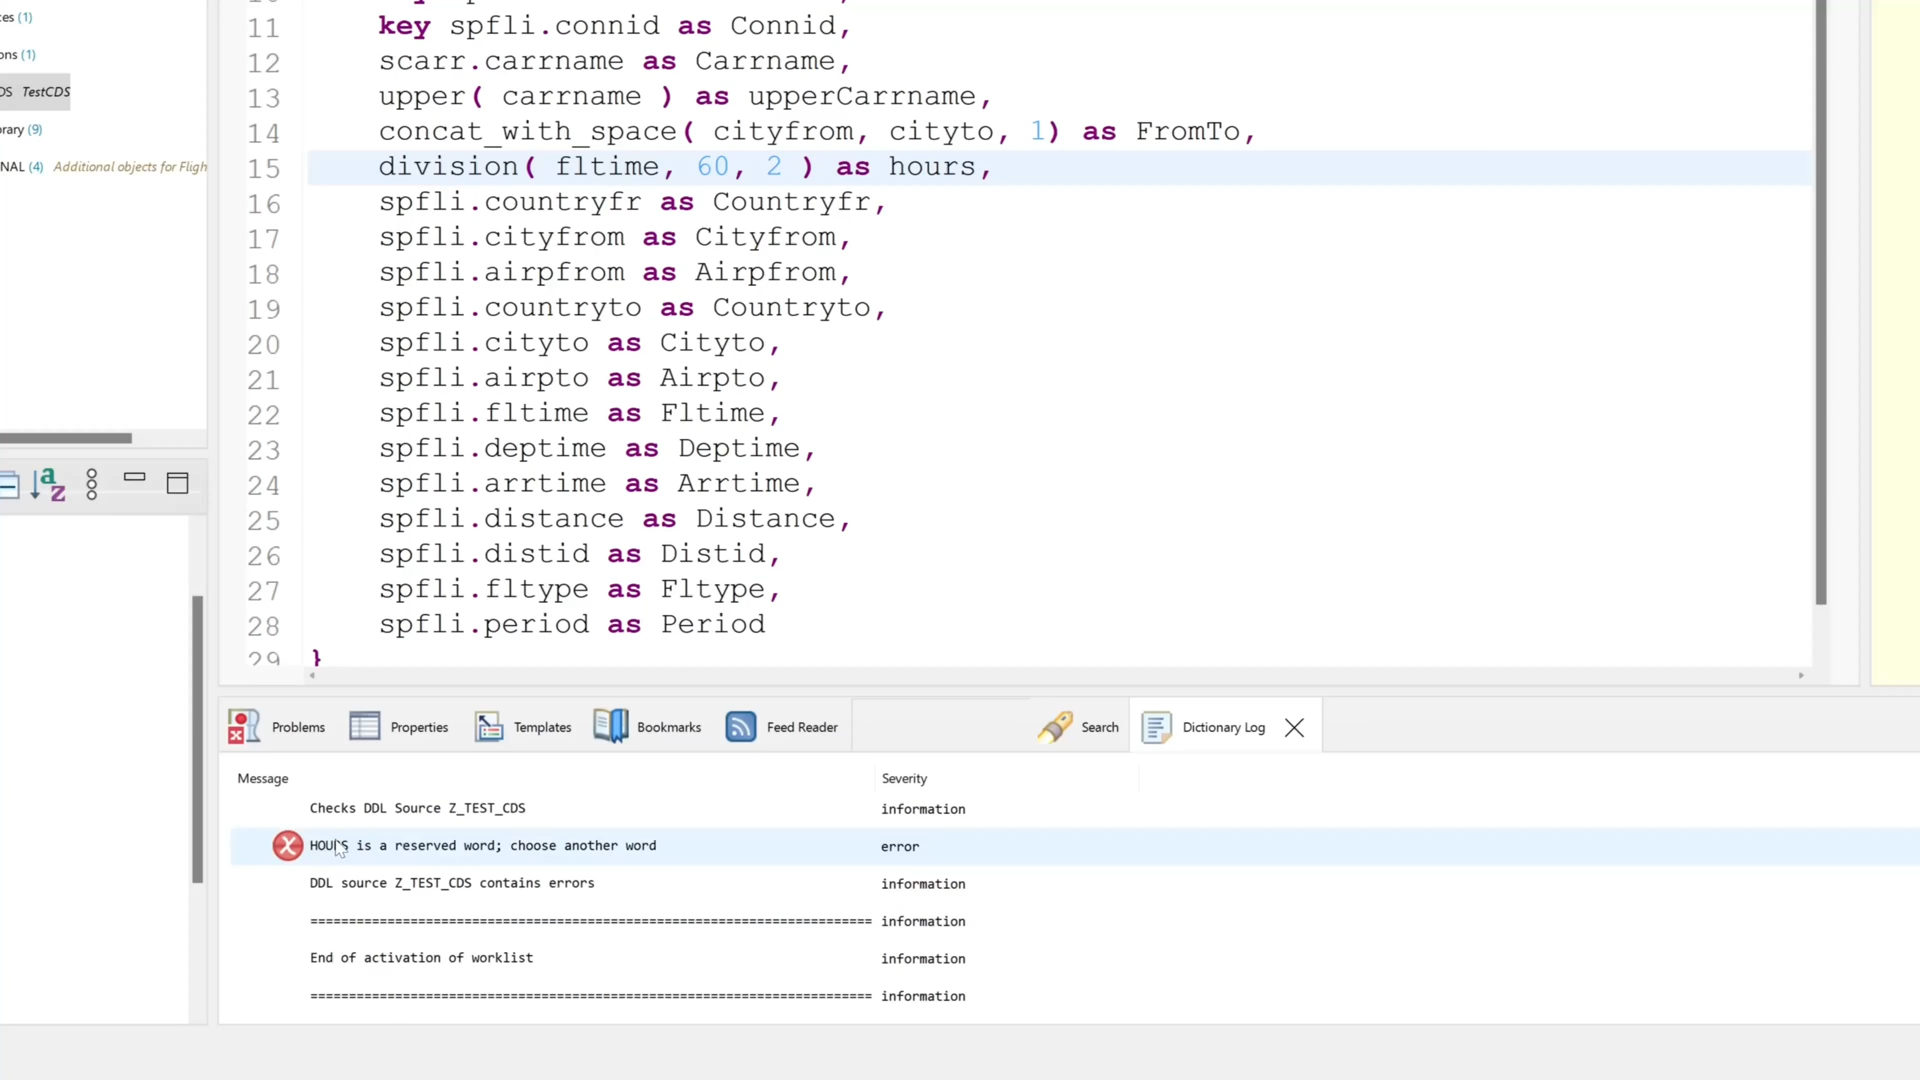 ces (1)
ons (1)
DS TestCDS
rary (9)
NAL (4) Additional objects for Fligh
11 key spfli.connid as Connid,
12 scarr.carrname as Carrname,
13 upper( carrname ) as upperCarrname,
14 concat_with_space( cityfrom, cityto, 1) as FromTo,
15 division( fltime, 60, 2 ) as hours,
16 spfli.countryfr as Countryfr,
17 spfli.cityfrom as Cityfrom,
18 spfli.airpfrom as Airpfrom,
19 spfli.countryto as Countryto,
20 spfli.cityto as Cityto,
21 spfli.airpto as Airpto,
22 spfli.fltime as Fltime,
23 spfli.deptime as Deptime,
24 spfli.arrtime as Arrtime,
25 spfli.distance as Distance,
26 spfli.distid as Distid,
27 spfli.fltype as Fltype,
28 spfli.period as Period
29 }
Problems Properties Templates Bookmarks Feed Reader Search Dictionary Log
Message Severity
Checks DDL Source Z_TEST_CDS information
HOURS is a reserved word; choose another word error
DDL source Z_TEST_CDS contains errors information
======================================================================== information
End of activation of worklist information
======================================================================== information